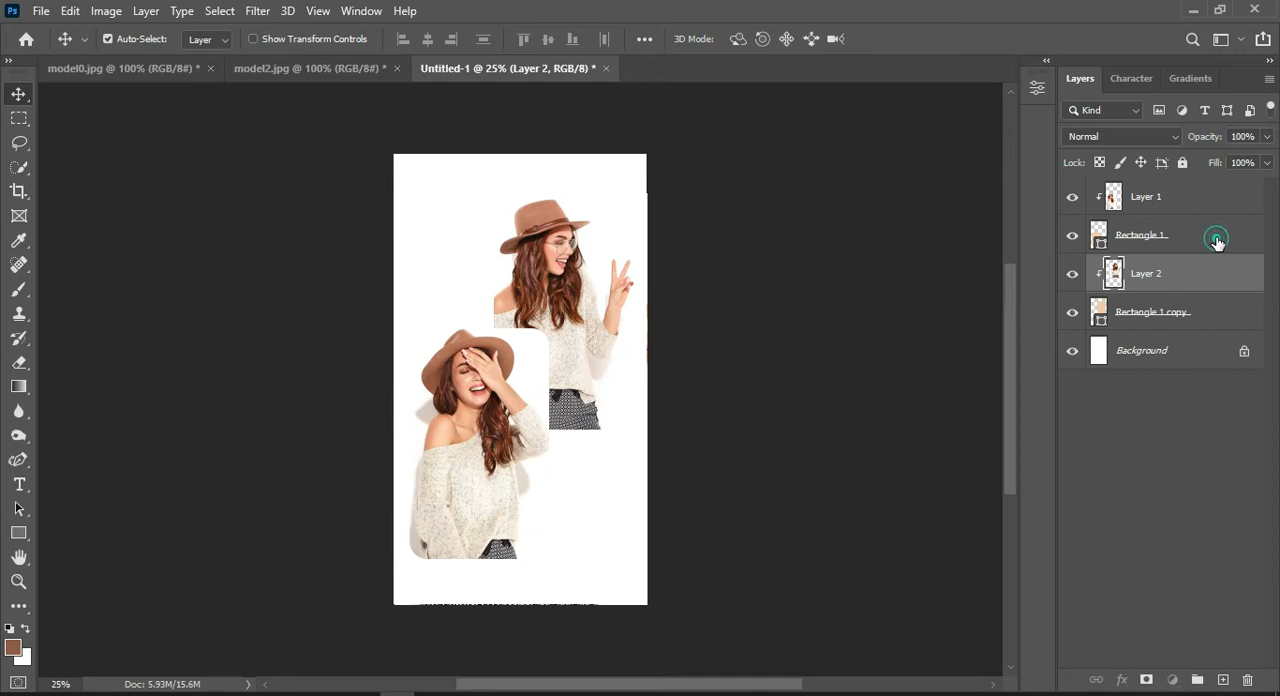 Ps File Edit Image Layer Type Select Filter 3D View Window Help
Auto-Select: Layer Show Transform Controls 3D Mode:
model0.jpg @ 100% (RGB/8#) * × model2.jpg @ 100% (RGB/8#) * × Untitled-1 @ 25% (Layer 2, RGB/8) * ×
Layers Character Gradients
Kind
Normal Opacity: 100%
Lock: Fill: 100%
Layer 1
Rectangle 1
Layer 2
Rectangle 1 copy
Background
25% Doc: 5.93M/15.6M